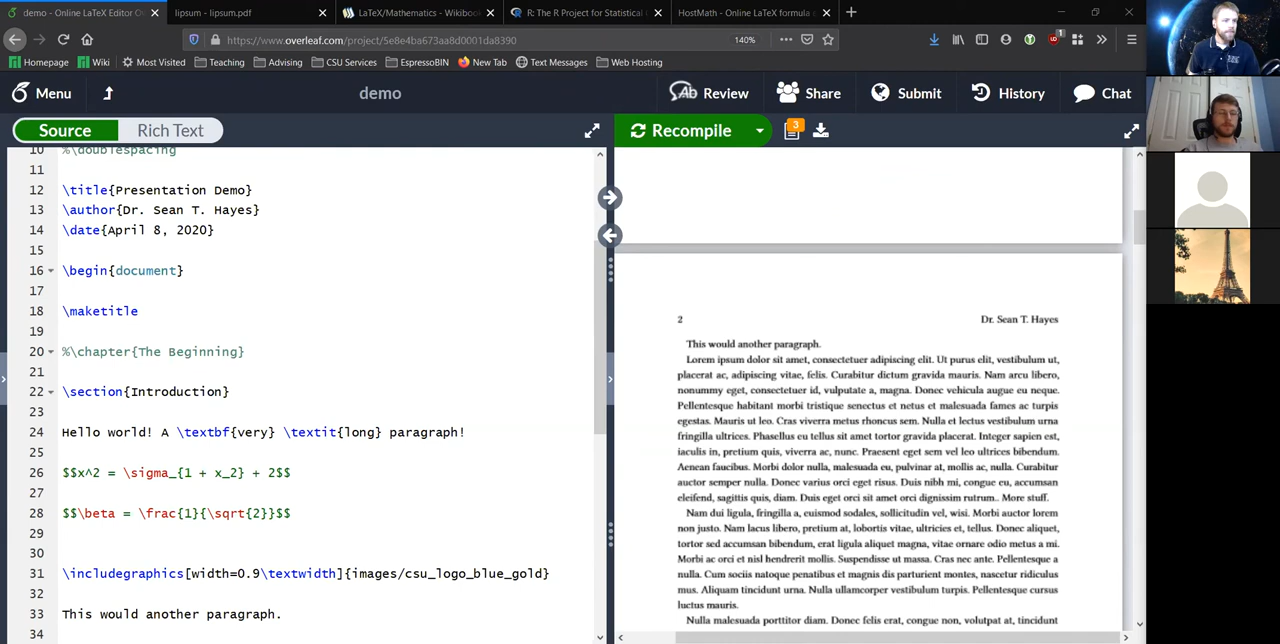 demo - Online LaTeX Editor Ov
lipsum - lipsum.pdf
LaTeX/Mathematics - Wikibook
R: The R Project for Statistical
HostMath - Online LaTeX formula
https://www.overleaf.com/project/5e8e4ba673aa8d0001da8390
140%
Homepage
Wiki
Most Visited
Teaching
Advising
CSU Services
EspressoBIN
New Tab
Text Messages
Web Hosting
Menu
demo
Review
Share
Submit
History
Chat
Source
Rich Text
Recompile
3
10 %\doublespacing
11
12 \title{Presentation Demo}
13 \author{Dr. Sean T. Hayes}
14 \date{April 8, 2020}
15
16 \begin{document}
17
18 \maketitle
19
20 %\chapter{The Beginning}
21
22 \section{Introduction}
23
24 Hello world! A \textbf{very} \textit{long} paragraph!
25
26 $$x^2 = \sigma_{1 + x_2} + 2$$
27
28 $$\beta = \frac{1}{\sqrt{2}}$$
29
30
31 \includegraphics[width=0.9\textwidth]{images/csu_logo_blue_gold}
32
33 This would another paragraph.
34
2 Dr. Sean T. Hayes
This would another paragraph.
Lorem ipsum dolor sit amet, consectetuer adipiscing elit. Ut purus elit, vestibulum ut,
placerat ac, adipiscing vitae, felis. Curabitur dictum gravida mauris. Nam arcu libero,
nonummy eget, consectetuer id, vulputate a, magna. Donec vehicula augue eu neque.
Pellentesque habitant morbi tristique senectus et netus et malesuada fames ac turpis
egestas. Mauris ut leo. Cras viverra metus rhoncus sem. Nulla et lectus vestibulum urna
fringilla ultrices. Phasellus eu tellus sit amet tortor gravida placerat. Integer sapien est,
iaculis in, pretium quis, viverra ac, nunc. Praesent eget sem vel leo ultrices bibendum.
Aenean faucibus. Morbi dolor nulla, malesuada eu, pulvinar at, mollis ac, nulla. Curabitur
auctor semper nulla. Donec varius orci eget risus. Duis nibh mi, congue eu, accumsan
eleifend, sagittis quis, diam. Duis eget orci sit amet orci dignissim rutrum.. More stuff.
Nam dui ligula, fringilla a, euismod sodales, sollicitudin vel, wisi. Morbi auctor lorem
non justo. Nam lacus libero, pretium at, lobortis vitae, ultricies et, tellus. Donec aliquet,
tortor sed accumsan bibendum, erat ligula aliquet magna, vitae ornare odio metus a mi.
Morbi ac orci et nisl hendrerit mollis. Suspendisse ut massa. Cras nec ante. Pellentesque a
nulla. Cum sociis natoque penatibus et magnis dis parturient montes, nascetur ridiculus
mus. Aliquam tincidunt urna. Nulla ullamcorper vestibulum turpis. Pellentesque cursus
luctus mauris.
Nulla malesuada porttitor diam. Donec felis erat, congue non, volutpat at, tincidunt